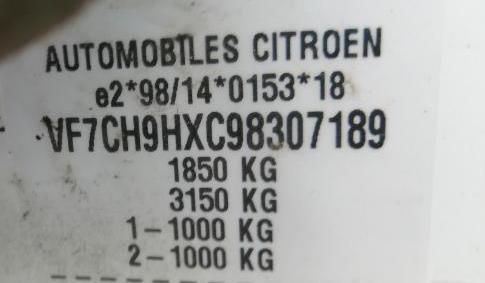 AUTOMOBILES CITROEN
e2*98/14*0153*18
VF7CH9HXC98307189
1850 KG
3150 KG
1-1000 KG
2-1000 KG